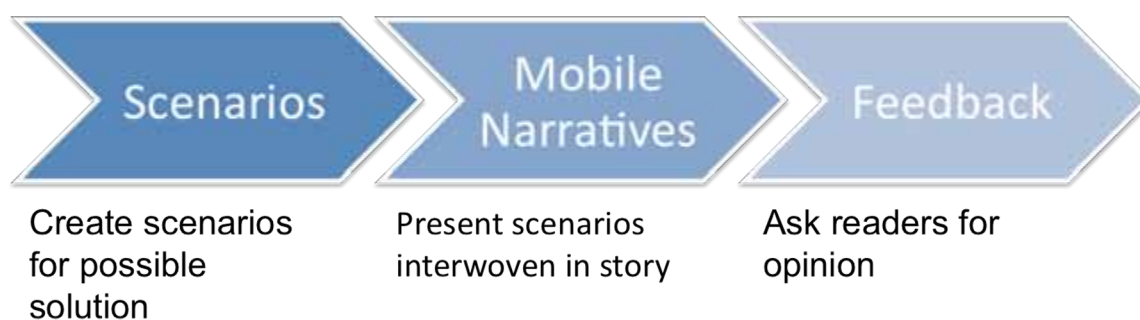 Scenarios
Create scenarios
for possible
solution
Mobile
Narratives
Present scenarios
interwoven in story
Feedback
Ask readers for
opinion